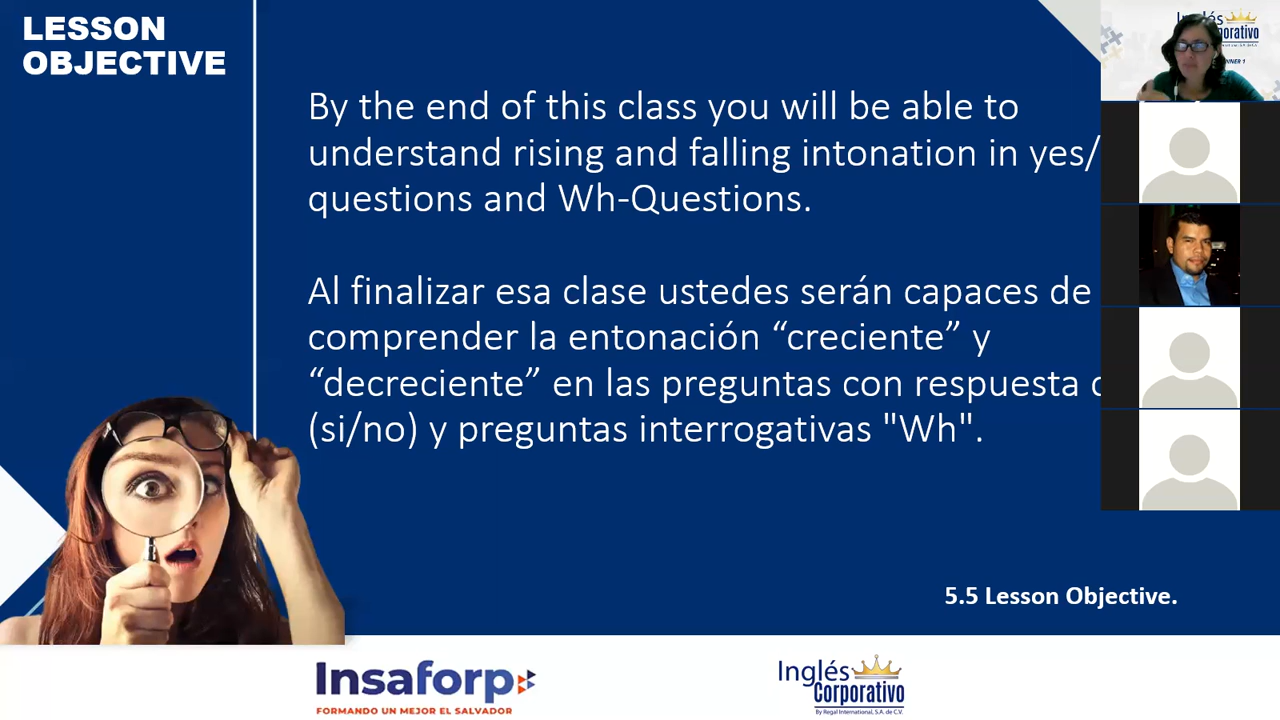 LESSON
OBJECTIVE
By the end of this class you will be able to
understand rising and falling intonation in yes/
questions and Wh-Questions.
Al finalizar esa clase ustedes serán capaces de
comprender la entonación “creciente” y
“decreciente” en las preguntas con respuesta
(si/no) y preguntas interrogativas "Wh".
5.5 Lesson Objective.
Insaforp
FORMANDO UN MEJOR EL SALVADOR
Inglés
Corporativo
By Regal International, S.A. de C.V.